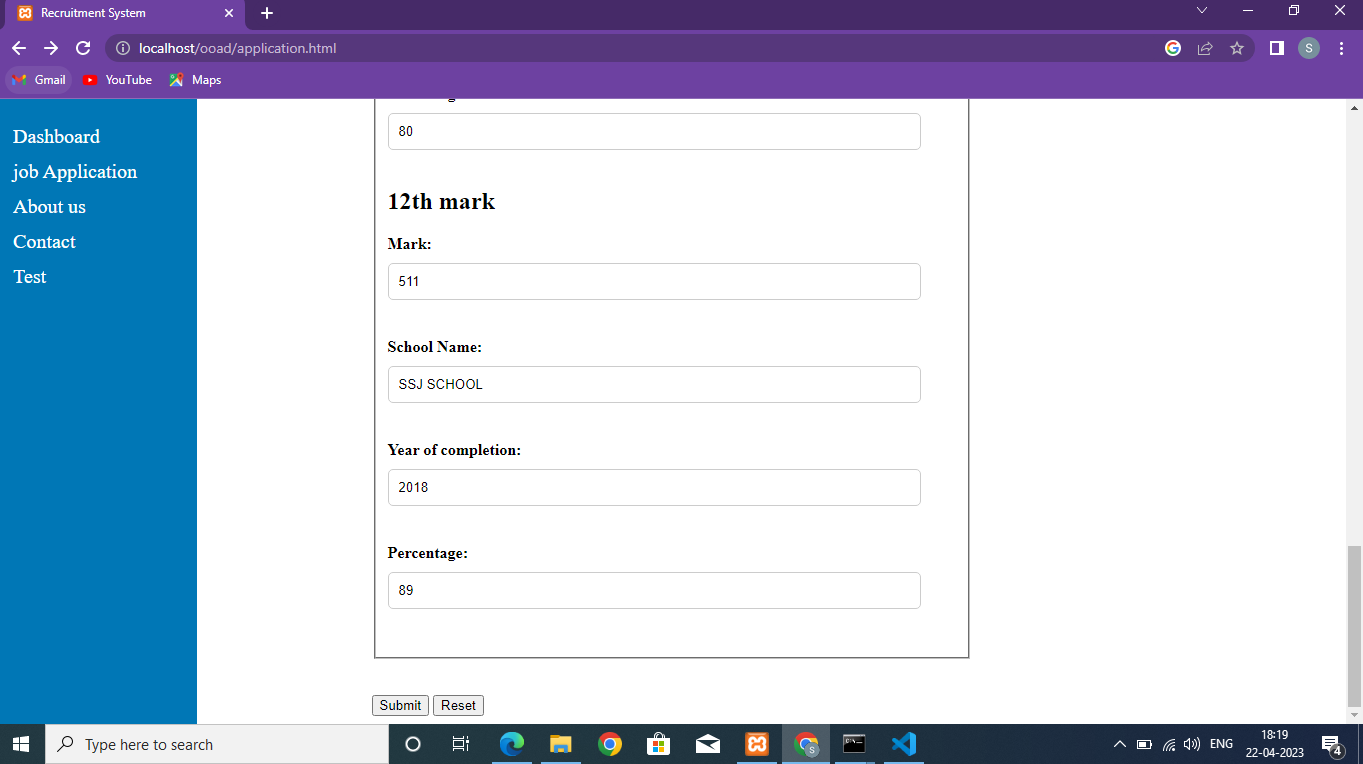 Recruitment System
localhost/ooad/application.html
S
Gmail
YouTube
Maps
Dashboard
job Application
About us
Contact
Test
80
12th mark
Mark:
511
School Name:
SSJ SCHOOL
Year of completion:
2018
Percentage:
89
Submit Reset
Type here to search
S
ENG
18:19
22-04-2023
4